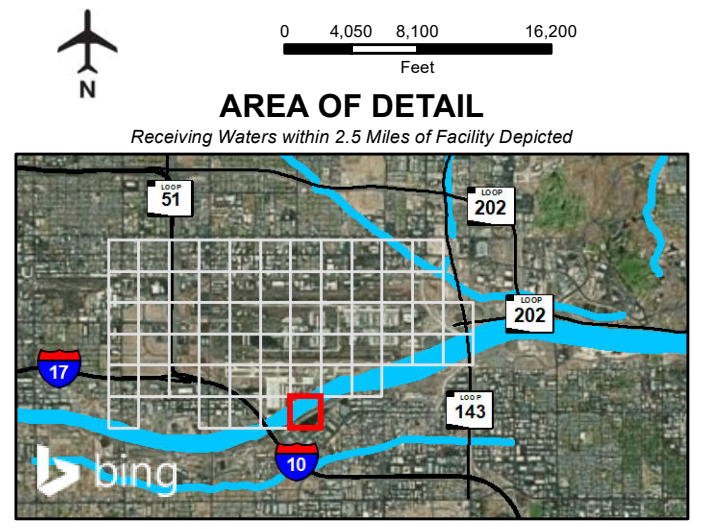 0 4,050 8,100 16,200
Feet
N
AREA OF DETAIL
Receiving Waters within 2.5 Miles of Facility Depicted
LOOP
51
LOOP
202
LOOP
202
17
LOOP
143
10
bing